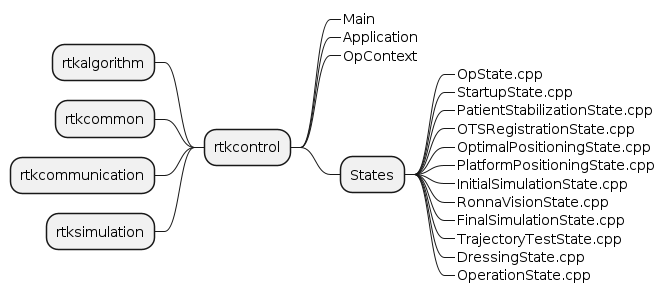 rtkalgorithm
rtkcommon
rtkcommunication
rtksimulation
rtkcontrol
Main
Application
OpContext
States
OpState.cpp
StartupState.cpp
PatientStabilizationState.cpp
OTSRegistrationState.cpp
OptimalPositioningState.cpp
PlatformPositioningState.cpp
InitialSimulationState.cpp
RonnaVisionState.cpp
FinalSimulationState.cpp
TrajectoryTestState.cpp
DressingState.cpp
OperationState.cpp